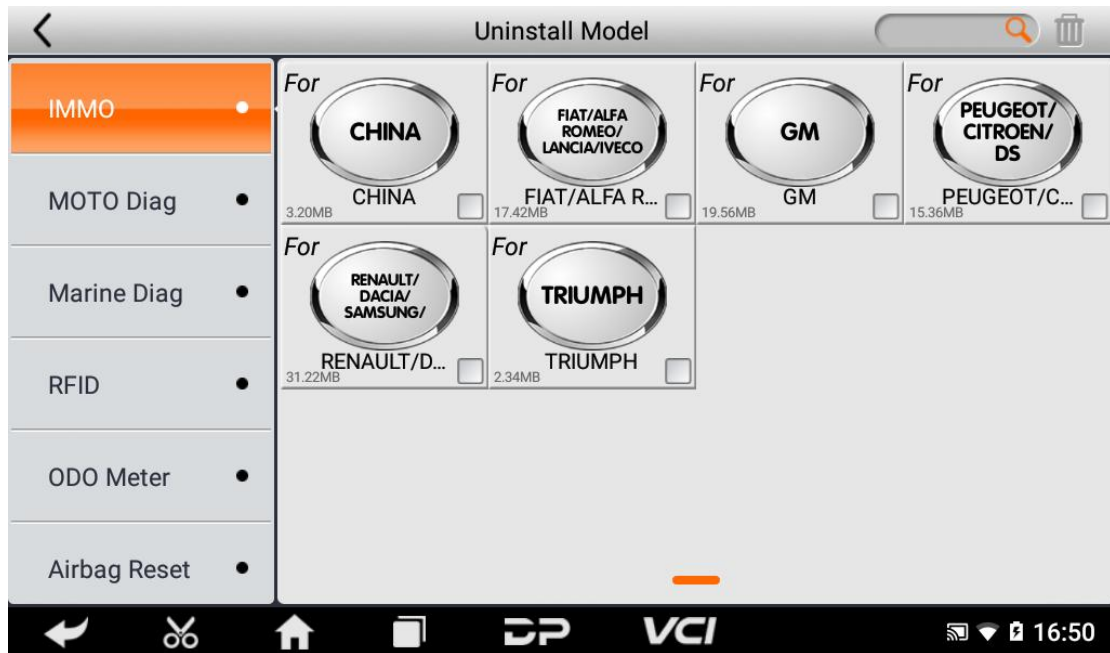 Uninstall Model
IMMO
MOTO Diag
Marine Diag
RFID
ODO Meter
Airbag Reset
For
CHINA
CHINA
3.20MB
For
FIAT/ALFA
ROMEO/
LANCIA/IVECO
FIAT/ALFA R...
17.42MB
For
GM
GM
19.56MB
For
PEUGEOT/
CITROEN/
DS
PEUGEOT/C...
15.36MB
For
RENAULT/
DACIA/
SAMSUNG/
RENAULT/D...
31.22MB
For
TRIUMPH
TRIUMPH
2.34MB
DP
VCI
16:50